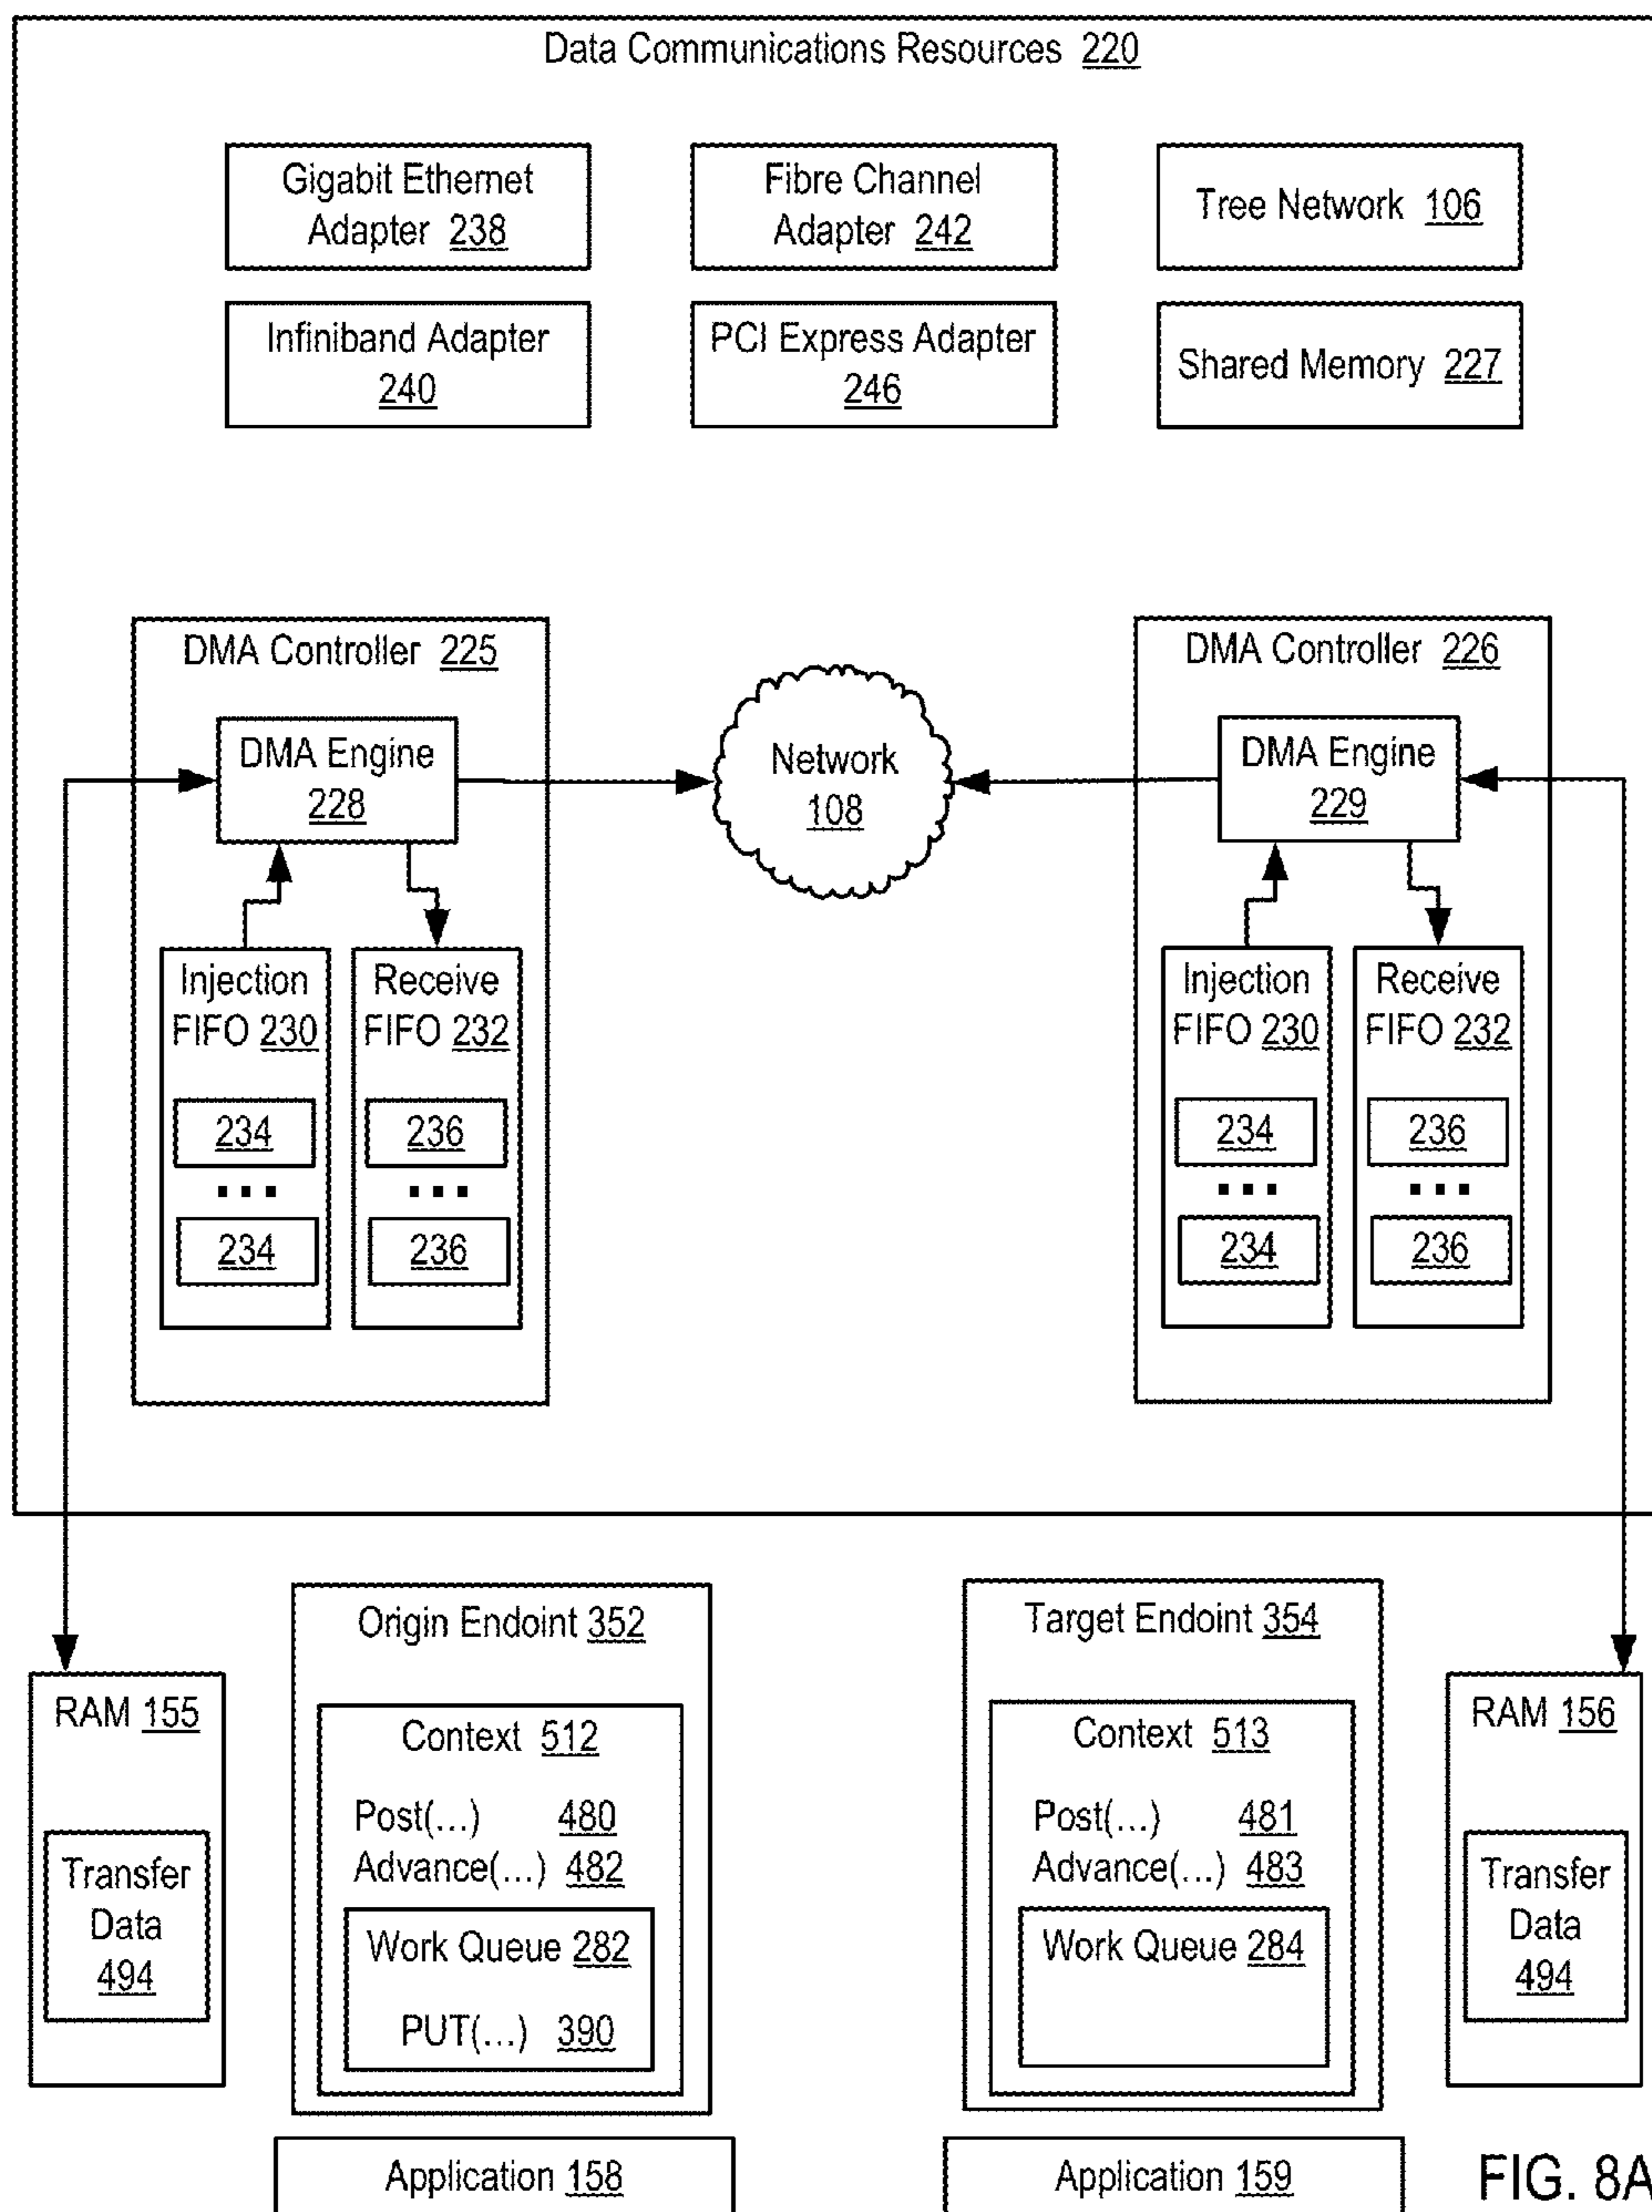 Data Communications Resources 220
Gigabit Ethernet
Adapter 238
Fibre Channel
Adapter 242
Tree Network 106
Infiniband Adapter
240
PCI Express Adapter
246
Shared Memory 227
DMA Controller 225
DMA Engine
228
Injection
FIFO 230
234
...
234
Receive
FIFO 232
236
...
236
Network
108
DMA Controller 226
DMA Engine
229
Injection
FIFO 230
234
...
234
Receive
FIFO 232
236
...
236
RAM 155
Transfer
Data
494
Origin Endoint 352
Context 512
Post(...) 480
Advance(...) 482
Work Queue 282
PUT(...) 390
Target Endoint 354
Context 513
Post(...) 481
Advance(...) 483
Work Queue 284
RAM 156
Transfer
Data
494
Application 158
Application 159
FIG. 8A